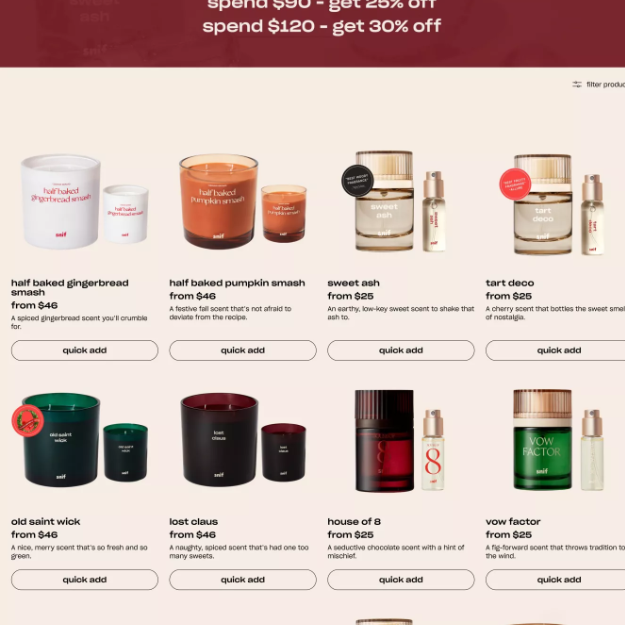 spend $90 - get 25% off
spend $120 - get 30% off
filter produc
half baked
gingerbread smash
snif
half baked
gingerbread smash
snif
half baked
pumpkin smash
snif
half baked
pumpkin smash
snif
sweet
ash
snif
tart
deco
snif
half baked gingerbread
smash
from $46
A spiced gingerbread scent you'll crumble
for.
quick add
half baked pumpkin smash
from $46
A festive fall scent that's not afraid to
deviate from the recipe.
quick add
sweet ash
from $25
An earthy, low-key sweet scent to shake that
ash to.
quick add
tart deco
from $25
A cherry scent that bottles the sweet smel
of nostalgia.
quick add
old saint
wick
snif
old saint
wick
snif
lost
claus
snif
lost
claus
snif
8
snif
VOW
FACTOR
snif
old saint wick
from $46
A nice, merry scent that's so fresh and so
green.
quick add
lost claus
from $46
A naughty, spiced scent that's had one too
many sweets.
quick add
house of 8
from $25
A seductive chocolate scent with a hint of
mischief.
quick add
vow factor
from $25
A fig-forward scent that throws tradition to
the wind.
quick add